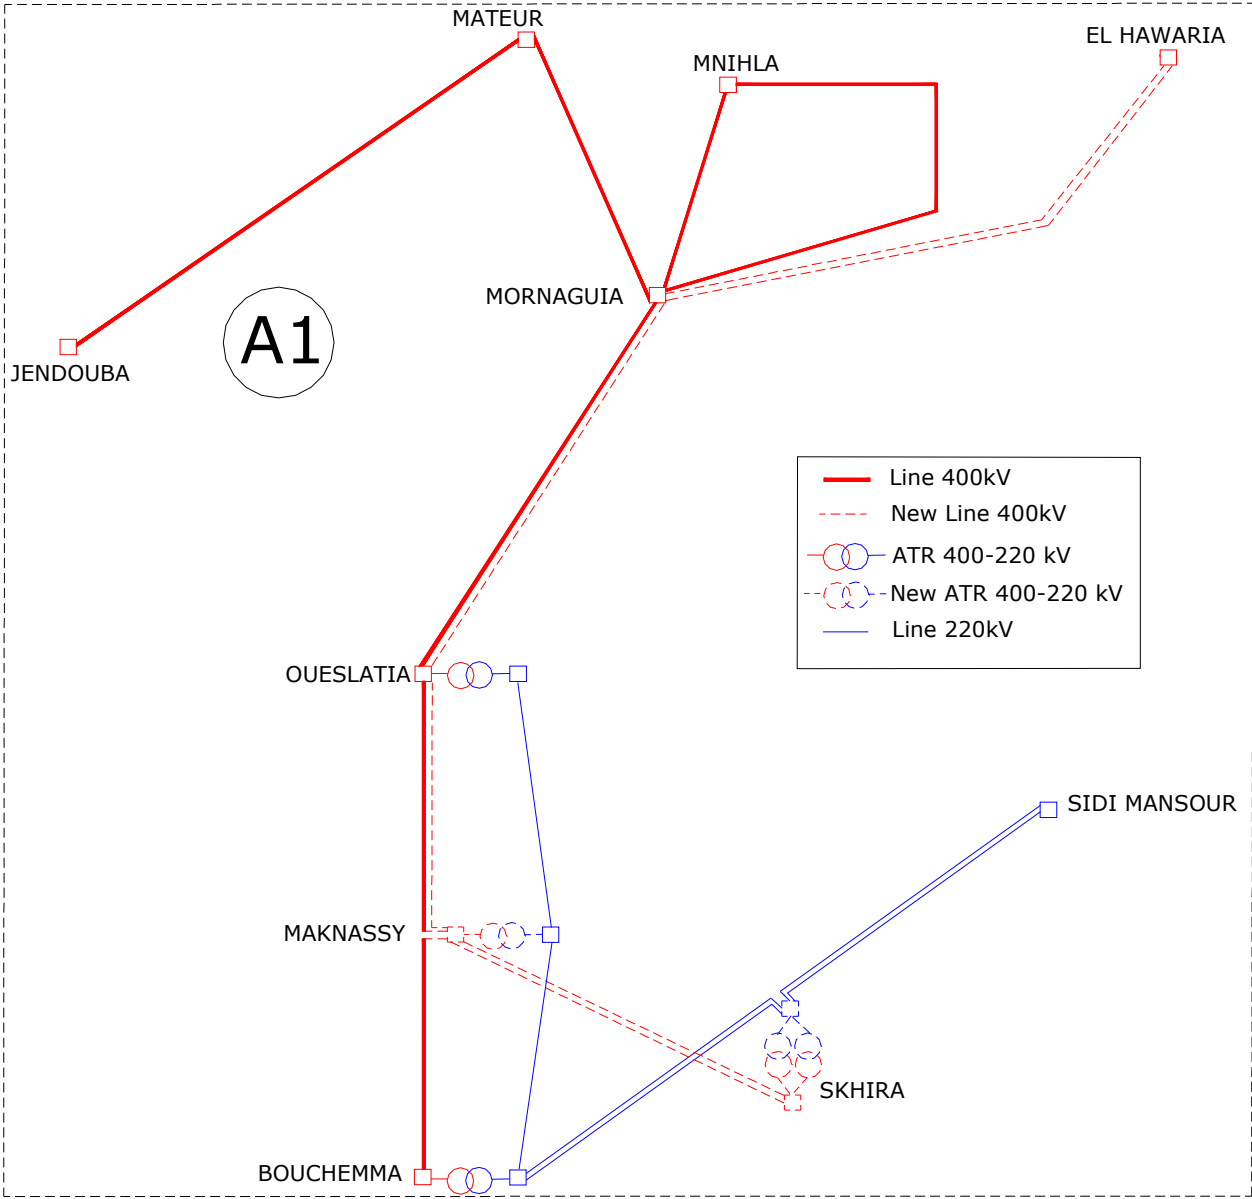 MATEUR
EL HAWARIA
MNIHLA
MORNAGUIA
A1
JENDOUBA
Line 400kV
New Line 400kV
ATR 400-220 kV
New ATR 400-220 kV
Line 220kV
OUESLATIA
SIDI MANSOUR
MAKNASSY
SKHIRA
BOUCHEMMA